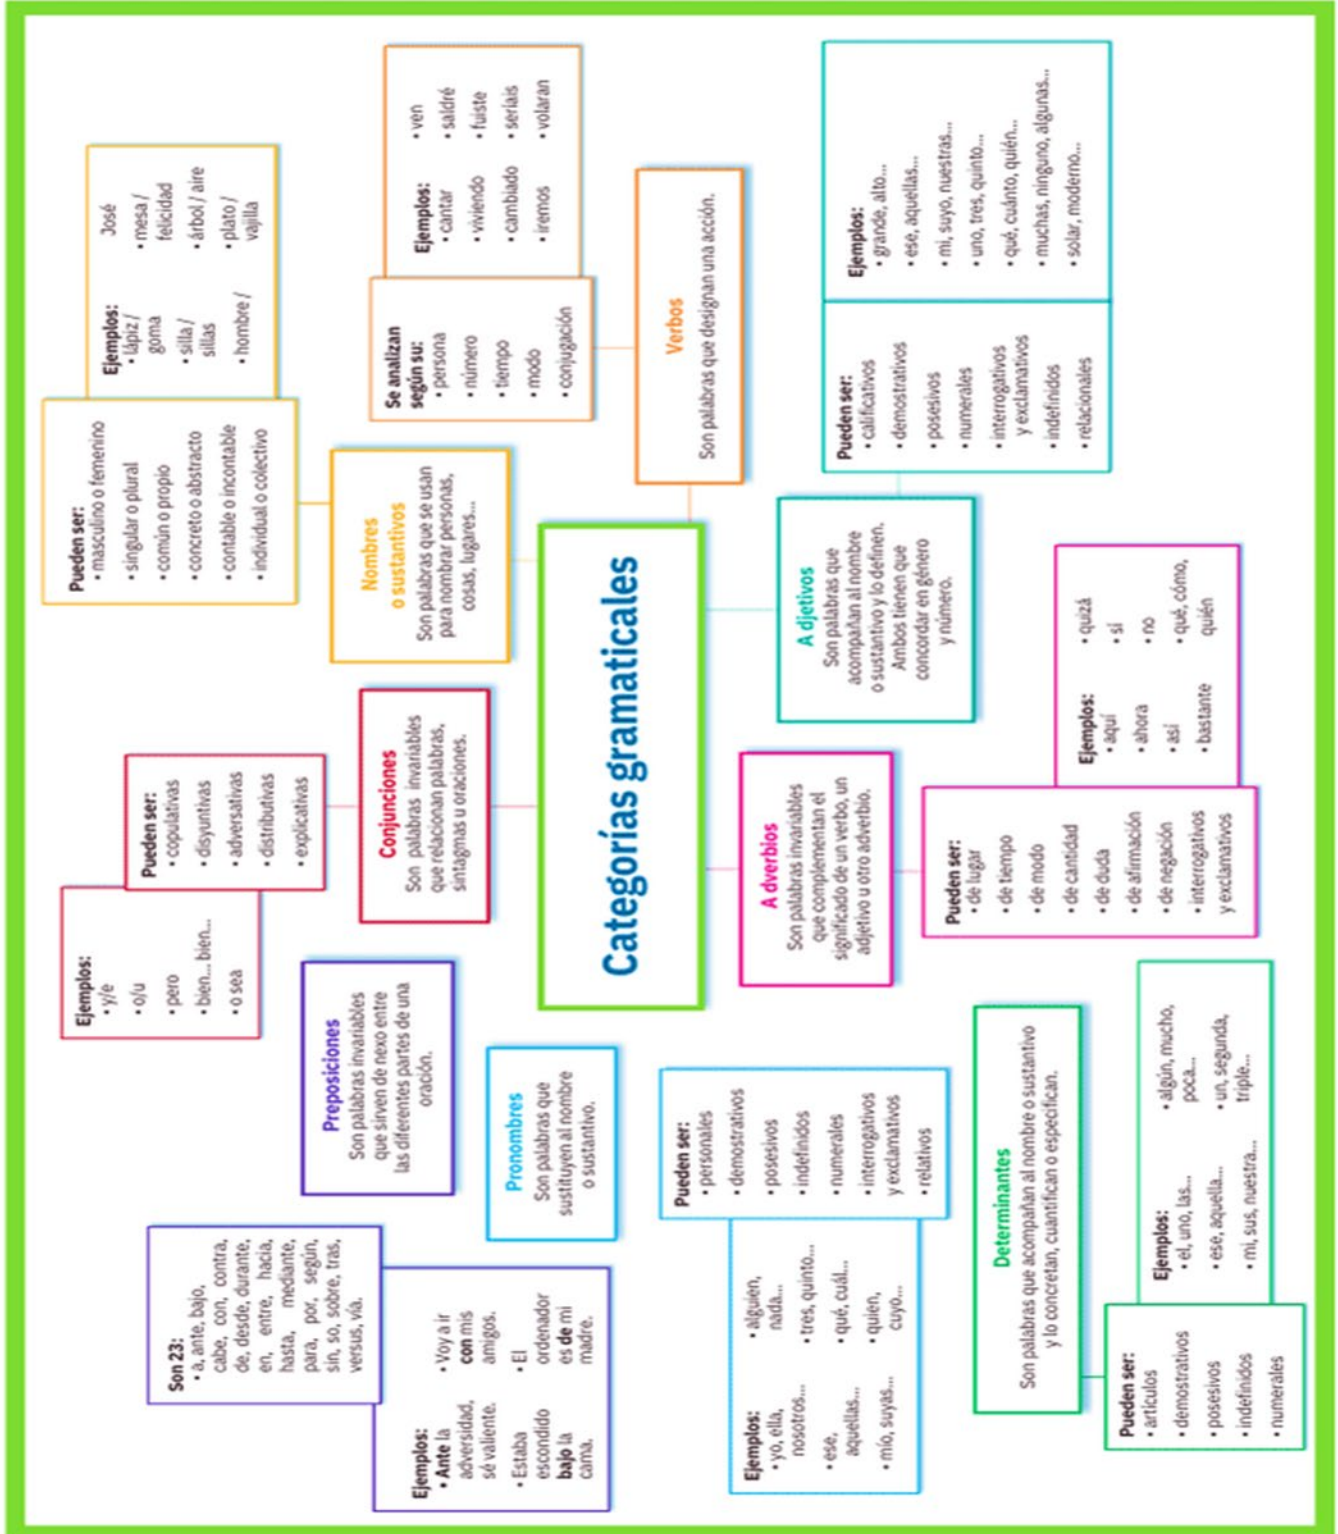 Categorías gramaticales
Son 23:
• a, ante, bajo,
cabe, con, contra,
de, desde, durante,
en, entre, hacia,
hasta, mediante,
para, por, según,
sin, so, sobre, tras,
versus, vía.
Ejemplos:
• Ante la
adversidad,
sé valiente.
• Estaba
escondido
bajo la
cama.
• Voy a ir
con mis
amigos.
• El
ordenador
es de mi
madre.
Preposiciones
Son palabras invariables
que sirven de nexo entre
las diferentes partes de una
oración.
Ejemplos:
• y/e
• o/u
• pero
• bien... bien...
• o sea
Pueden ser:
• copulativas
• disyuntivas
• adversativas
• distributivas
• explicativas
Conjunciones
Son palabras invariables
que relacionan palabras,
sintagmas u oraciones.
Pueden ser:
• masculino o femenino
• singular o plural
• común o propio
• concreto o abstracto
• contable o incontable
• individual o colectivo
Ejemplos:
• lápiz /
goma
• silla /
sillas
• hombre /
José
• mesa /
felicidad
• árbol / aire
• plato /
vajilla
Nombres
o sustantivos
Son palabras que se usan
para nombrar personas,
cosas, lugares...
Se analizan
según su:
• persona
• número
• tiempo
• modo
• conjugación
Ejemplos:
• cantar
• viviendo
• cambiado
• iremos
• ven
• saldré
• fuiste
• seríais
• volaran
Verbos
Son palabras que designan una acción.
Pronombres
Son palabras que
sustituyen al nombre
o sustantivo.
Pueden ser:
• personales
• demostrativos
• posesivos
• indefinidos
• numerales
• interrogativos
y exclamativos
• relativos
Ejemplos:
• yo, ella,
nosotros...
• ese,
aquellas...
• mío, suyas...
• alguien,
nada...
• tres, quinto...
• qué, cuál...
• quien,
cuyo...
Adverbios
Son palabras invariables
que complementan el
significado de un verbo, un
adjetivo u otro adverbio.
Pueden ser:
• de lugar
• de tiempo
• de modo
• de cantidad
• de duda
• de afirmación
• de negación
• interrogativos
y exclamativos
Ejemplos:
• aquí
• ahora
• así
• bastante
• quizá
• sí
• no
• qué, cómo,
quién
A djetivos
Son palabras que
acompañan al nombre
o sustantivo y lo definen.
Ambos tienen que
concordar en género
y número.
Pueden ser:
• calificativos
• demostrativos
• posesivos
• numerales
• interrogativos
y exclamativos
• indefinidos
• relacionales
Ejemplos:
• grande, alto...
• ese, aquellas...
• mi, suyo, nuestras...
• uno, tres, quinto...
• qué, cuánto, quién...
• muchas, ninguno, algunas...
• solar, moderno...
Determinantes
Son palabras que acompañan al nombre o sustantivo
y lo concretan, cuantifican o especifican.
Pueden ser:
• artículos
• demostrativos
• posesivos
• indefinidos
• numerales
Ejemplos:
• el, uno, las...
• ese, aquella...
• mi, sus, nuestra...
• algún, mucho,
poca...
• un, segunda,
triple...